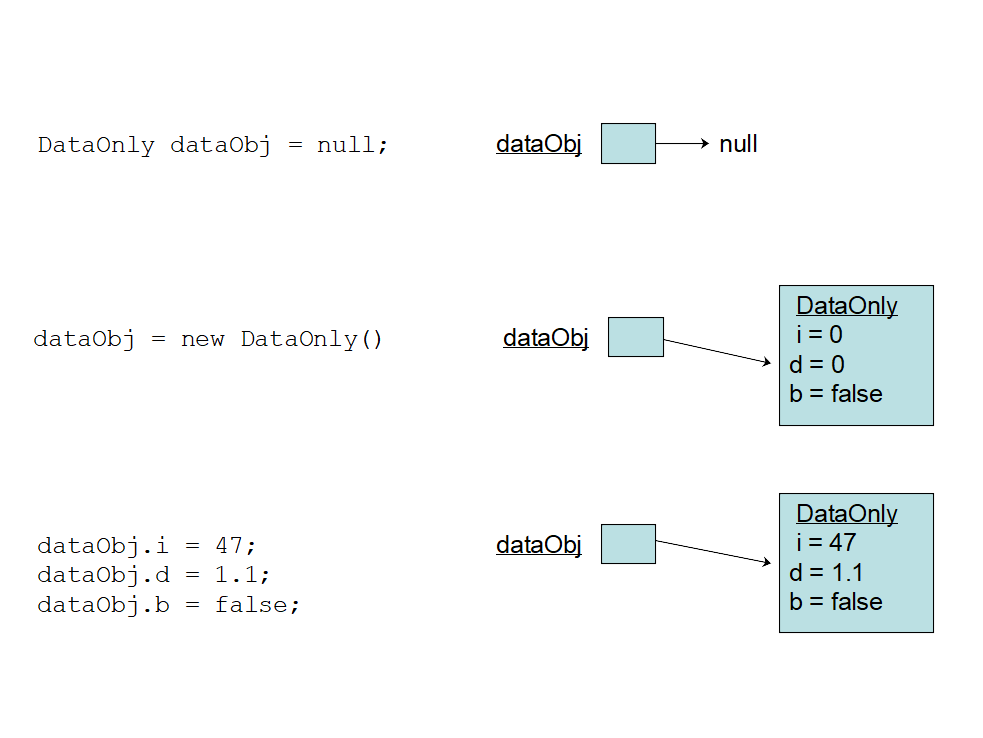 DataOnly dataObj = null;
dataObj
null
dataObj = new DataOnly()
dataObj
DataOnly
i = 0
d = 0
b = false
dataObj.i = 47;
dataObj.d = 1.1;
dataObj.b = false;
dataObj
DataOnly
i = 47
d = 1.1
b = false